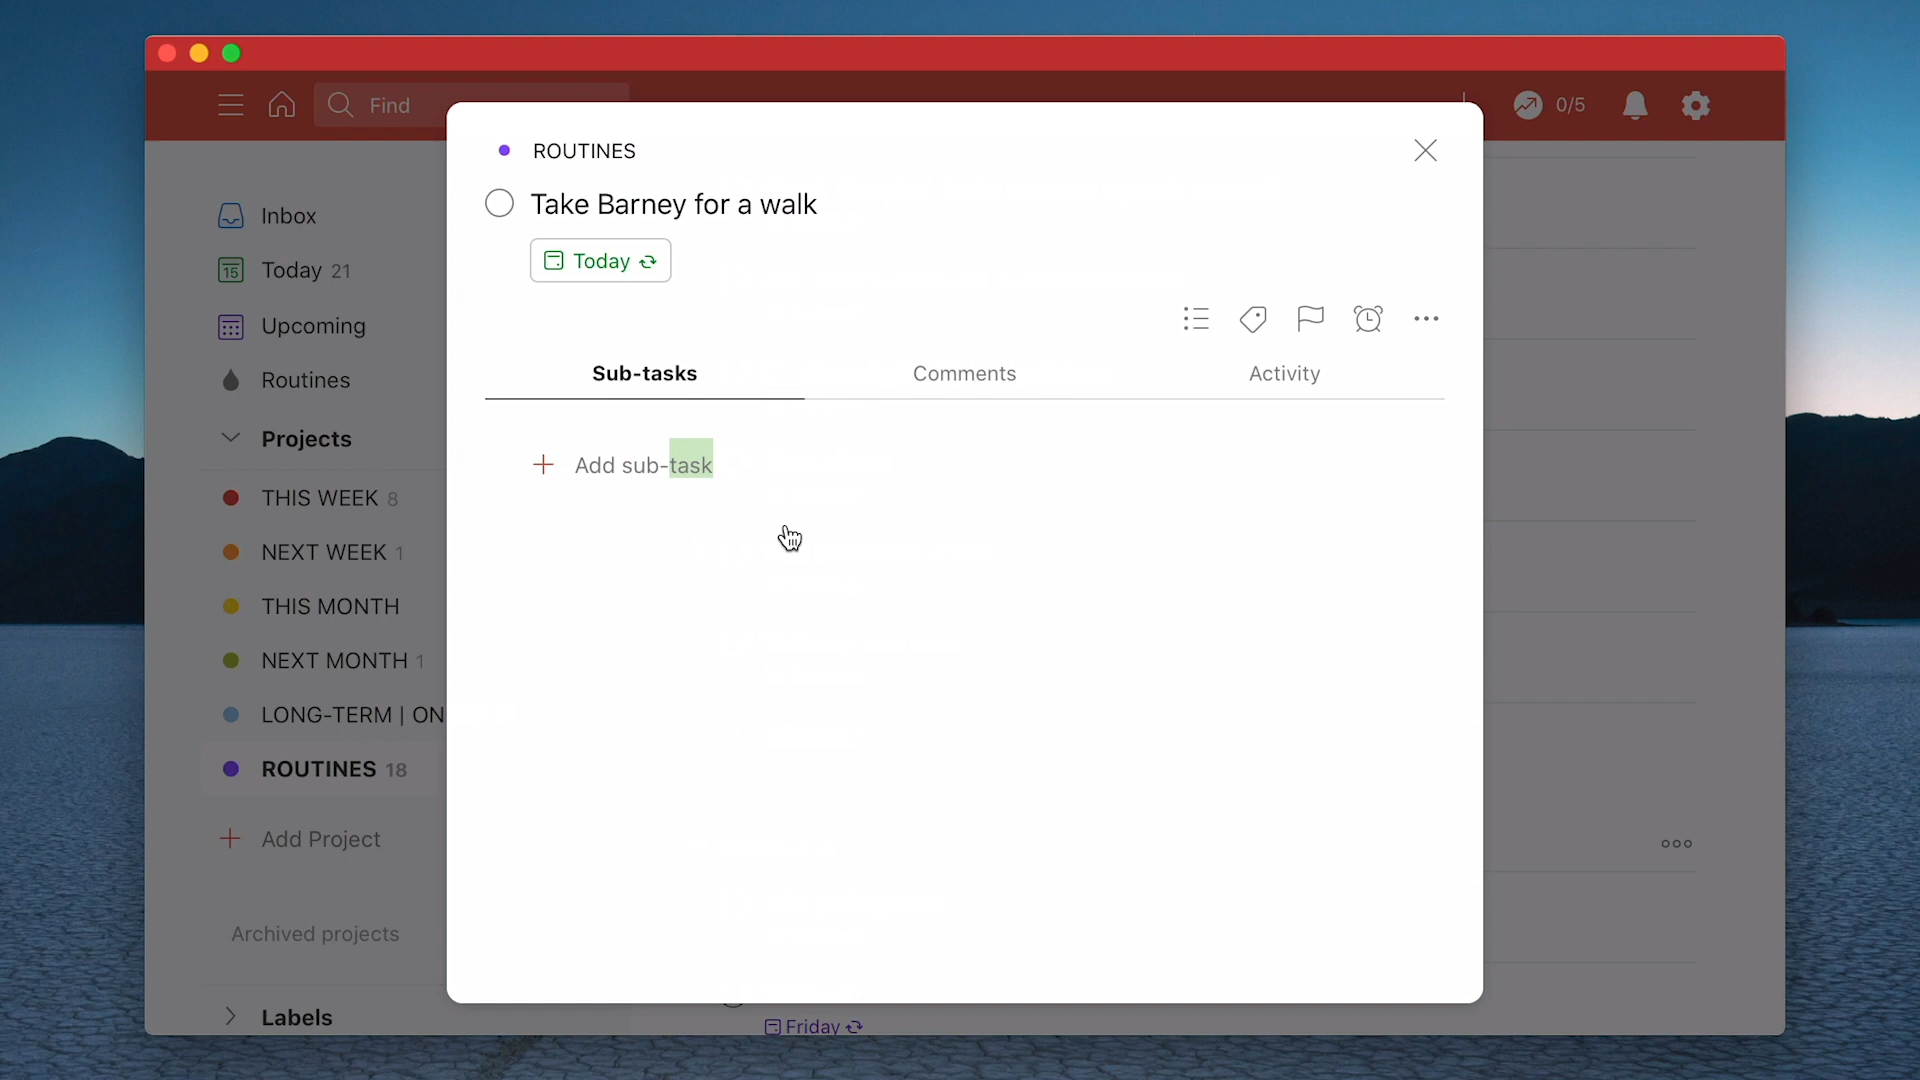 Find
0/5
Inbox
15
Today 21
Upcoming
Routines
Projects
THIS WEEK 8
NEXT WEEK 1
THIS MONTH
NEXT MONTH 1
LONG-TERM | ON
ROUTINES 18
Add Project
Archived projects
Labels
ROUTINES
Take Barney for a walk
Today
Sub-tasks
Comments
Activity
Add sub-task
Friday